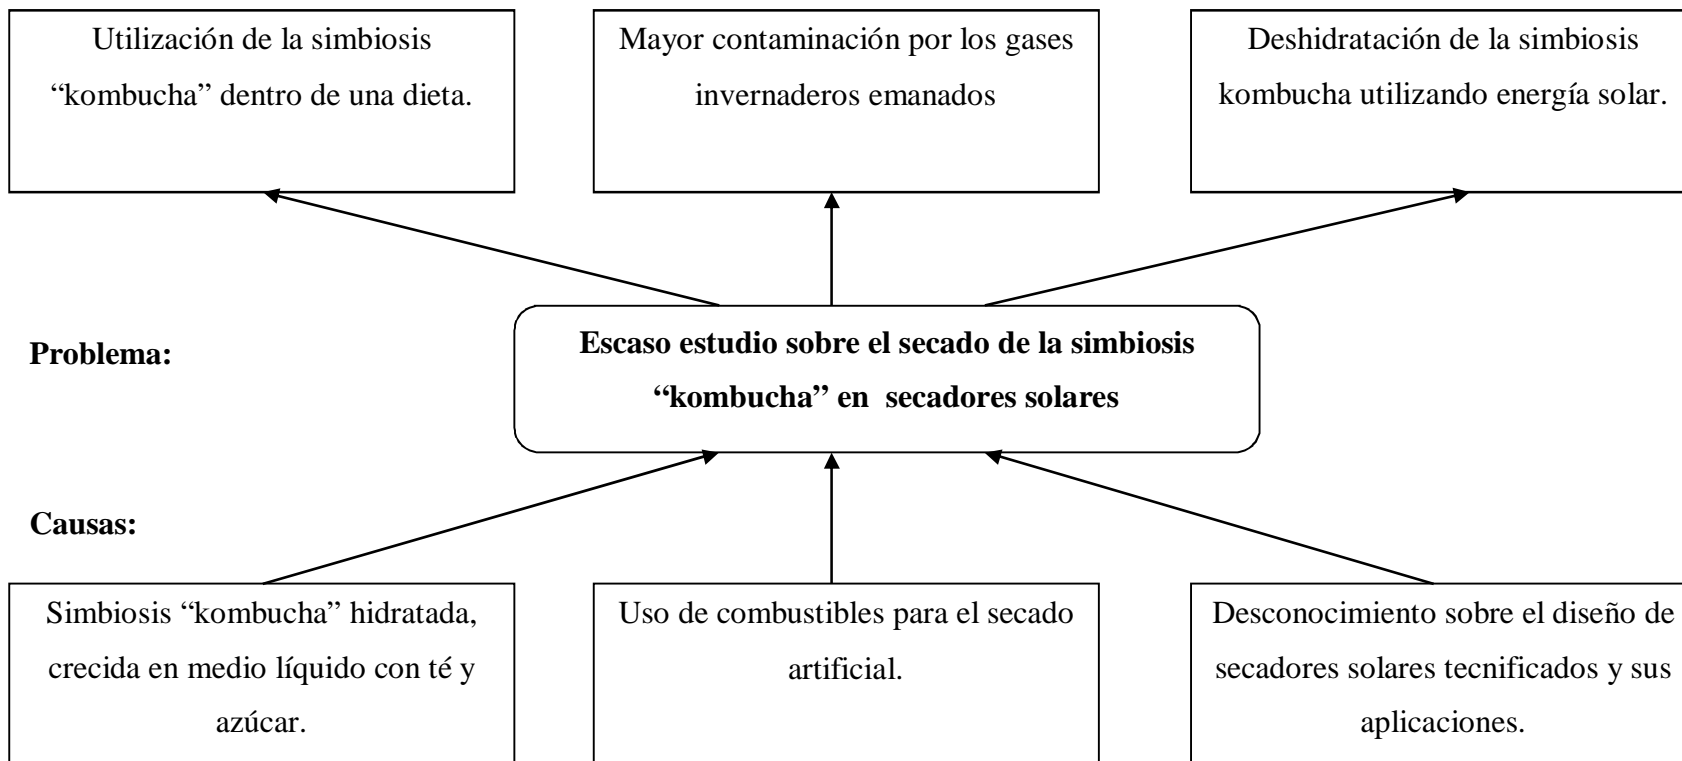 Utilización de la simbiosis
“kombucha” dentro de una dieta.
Mayor contaminación por los gases
invernaderos emanados
Deshidratación de la simbiosis
kombucha utilizando energía solar.
Problema:
Escaso estudio sobre el secado de la simbiosis
“kombucha” en secadores solares
Causas:
Simbiosis “kombucha” hidratada,
crecida en medio líquido con té y
azúcar.
Uso de combustibles para el secado
artificial.
Desconocimiento sobre el diseño de
secadores solares tecnificados y sus
aplicaciones.